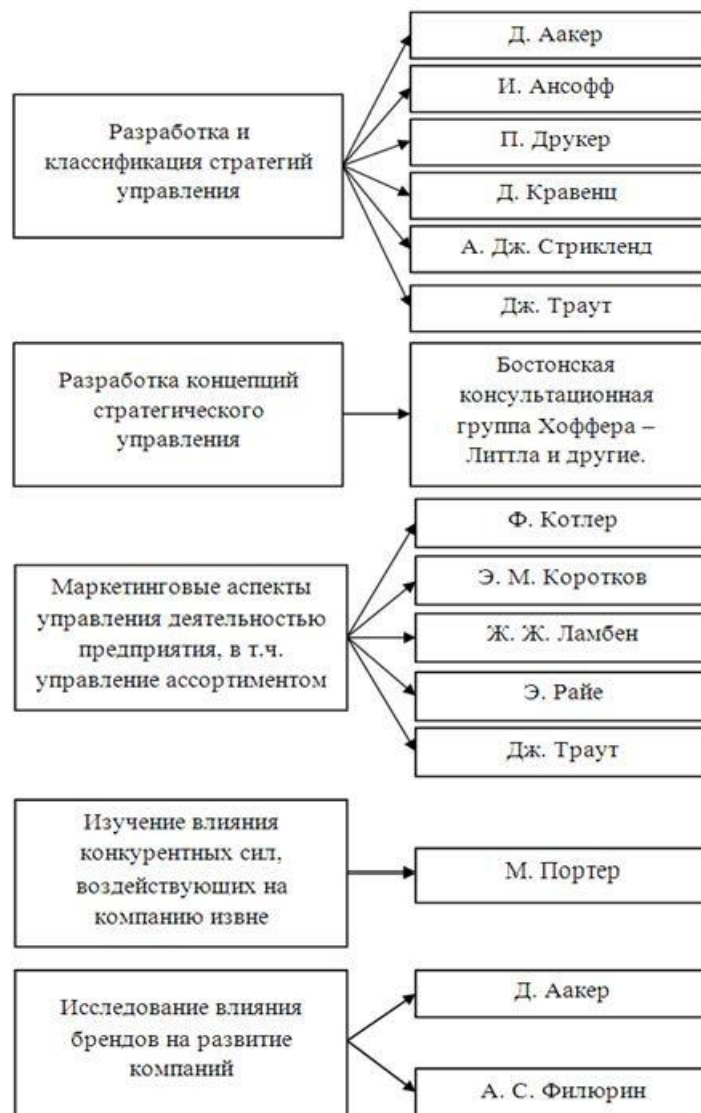 Разработка и
классификация стратегий
управления
Д. Аакер
И. Ансофф
П. Друкер
Д. Кравенц
А. Дж. Стрикленд
Дж. Траут
Разработка концепций
стратегического
управления
Бостонская
консультационная
группа Хоффера –
Литтла и другие.
Маркетинговые аспекты
управления деятельностью
предприятия, в т.ч.
управление ассортиментом
Ф. Котлер
Э. М. Коротков
Ж. Ж. Ламбен
Э. Райе
Дж. Траут
Изучение влияния
конкурентных сил,
воздействующих на
компанию извне
М. Портер
Исследование влияния
брендов на развитие
компаний
Д. Аакер
А. С. Филюрин